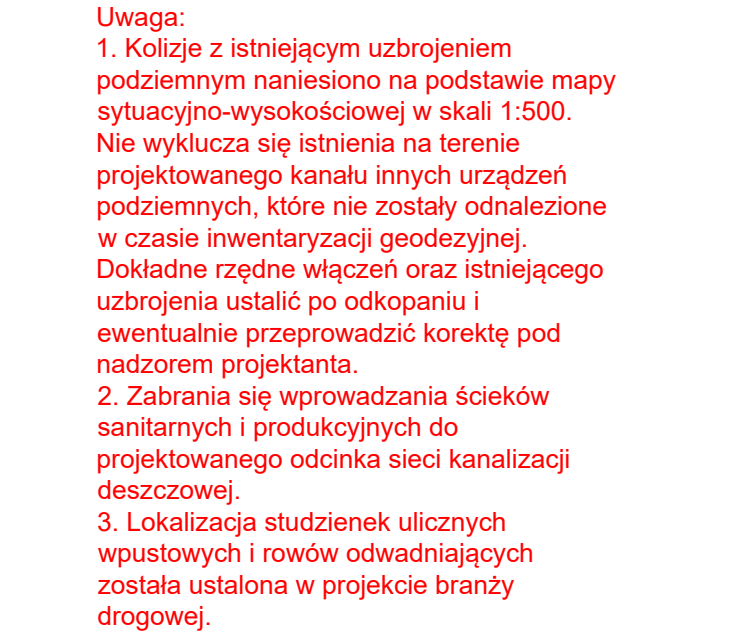 Uwaga:
1. Kolizje z istniejącym uzbrojeniem
podziemnym naniesiono na podstawie mapy
sytuacyjno-wysokościowej w skali 1:500.
Nie wyklucza się istnienia na terenie
projektowanego kanału innych urządzeń
podziemnych, które nie zostały odnalezione
w czasie inwentaryzacji geodezyjnej.
Dokładne rzędne włączeń oraz istniejącego
uzbrojenia ustalić po odkopaniu i
ewentualnie przeprowadzić korektę pod
nadzorem projektanta.
2. Zabrania się wprowadzania ścieków
sanitarnych i produkcyjnych do
projektowanego odcinka sieci kanalizacji
deszczowej.
3. Lokalizacja studzienek ulicznych
wpustowych i rowów odwadniających
została ustalona w projekcie branży
drogowej.